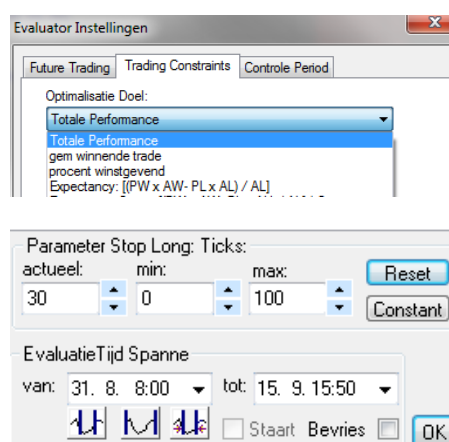 Evaluator Instellingen
Future Trading Trading Constraints Controle Period
Optimalisatie Doel:
Totale Performance
Totale Performance
gem winnende trade
procent winstgevend
Expectancy: [(PW x AW- PL x AL) / AL]
Parameter Stop Long: Ticks:
actueel: min: max: Reset
30 0 100 Constant
EvaluatieTijd Spanne
van: 31. 8. 8:00 tot: 15. 9. 15:50
Staart Bevries OK